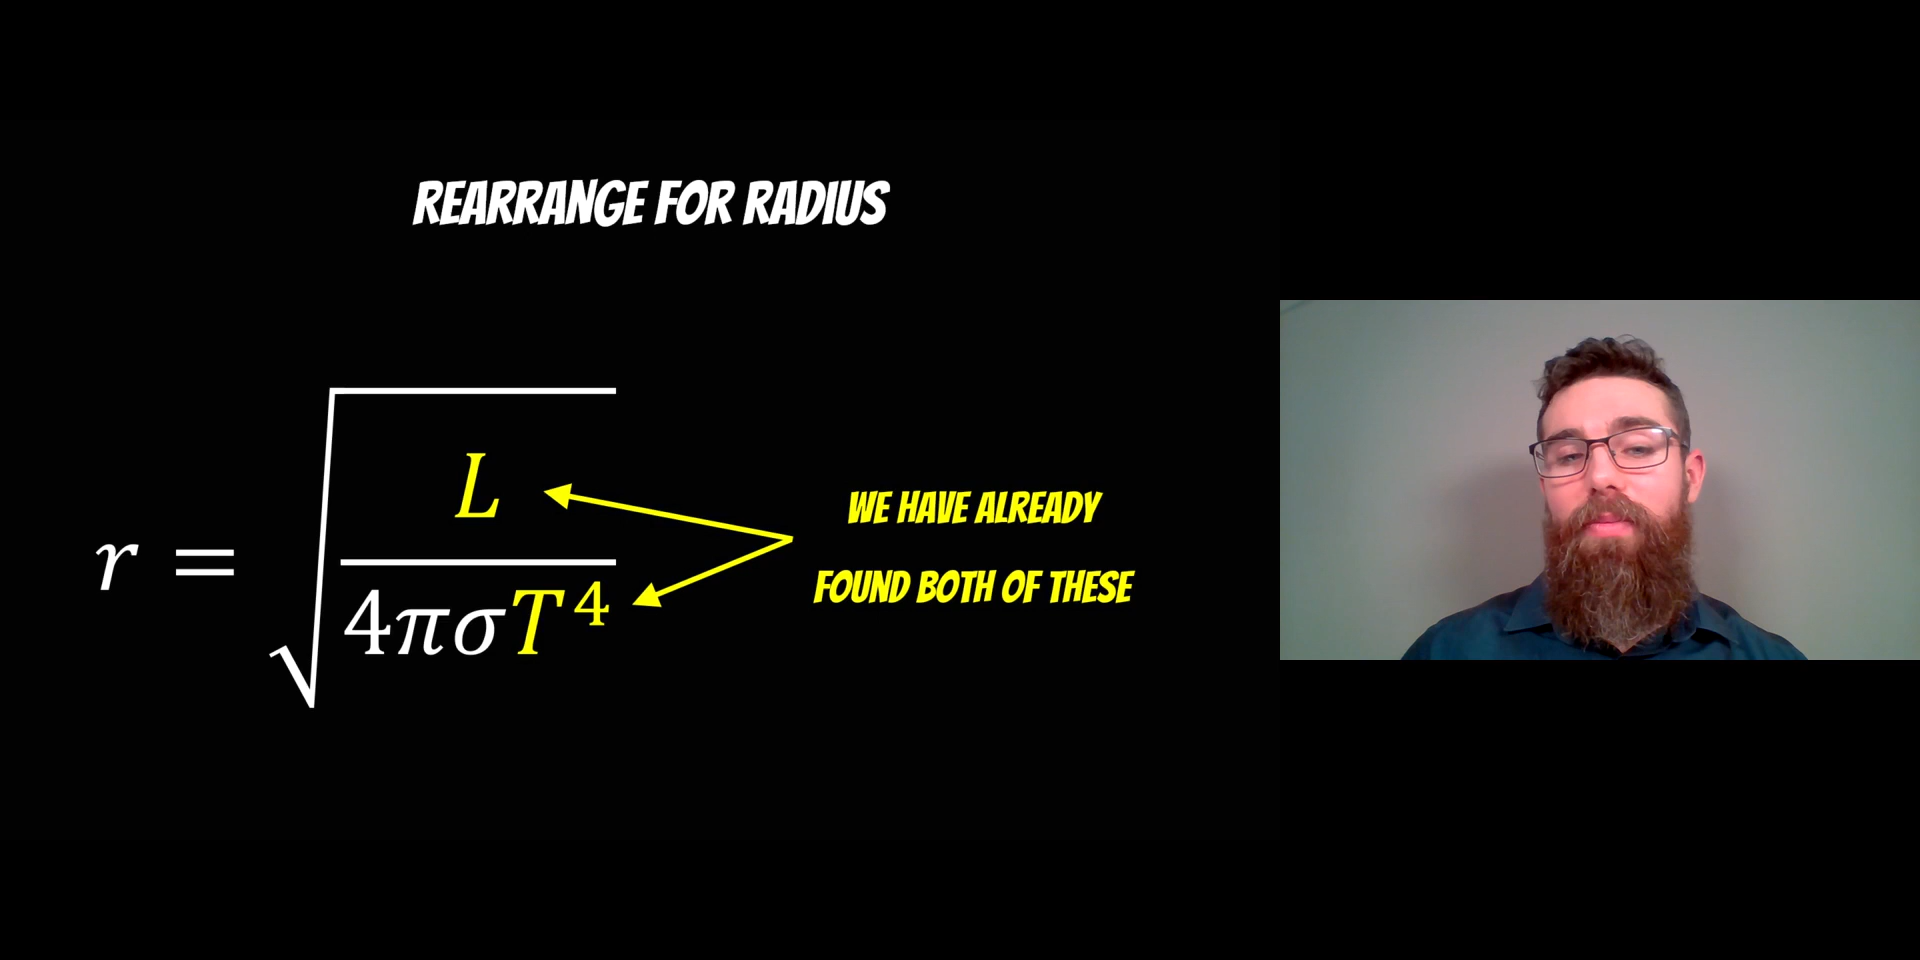 REARRANGE FOR RADIUS
r = √(L / 4πσT⁴)
WE HAVE ALREADY
FOUND BOTH OF THESE